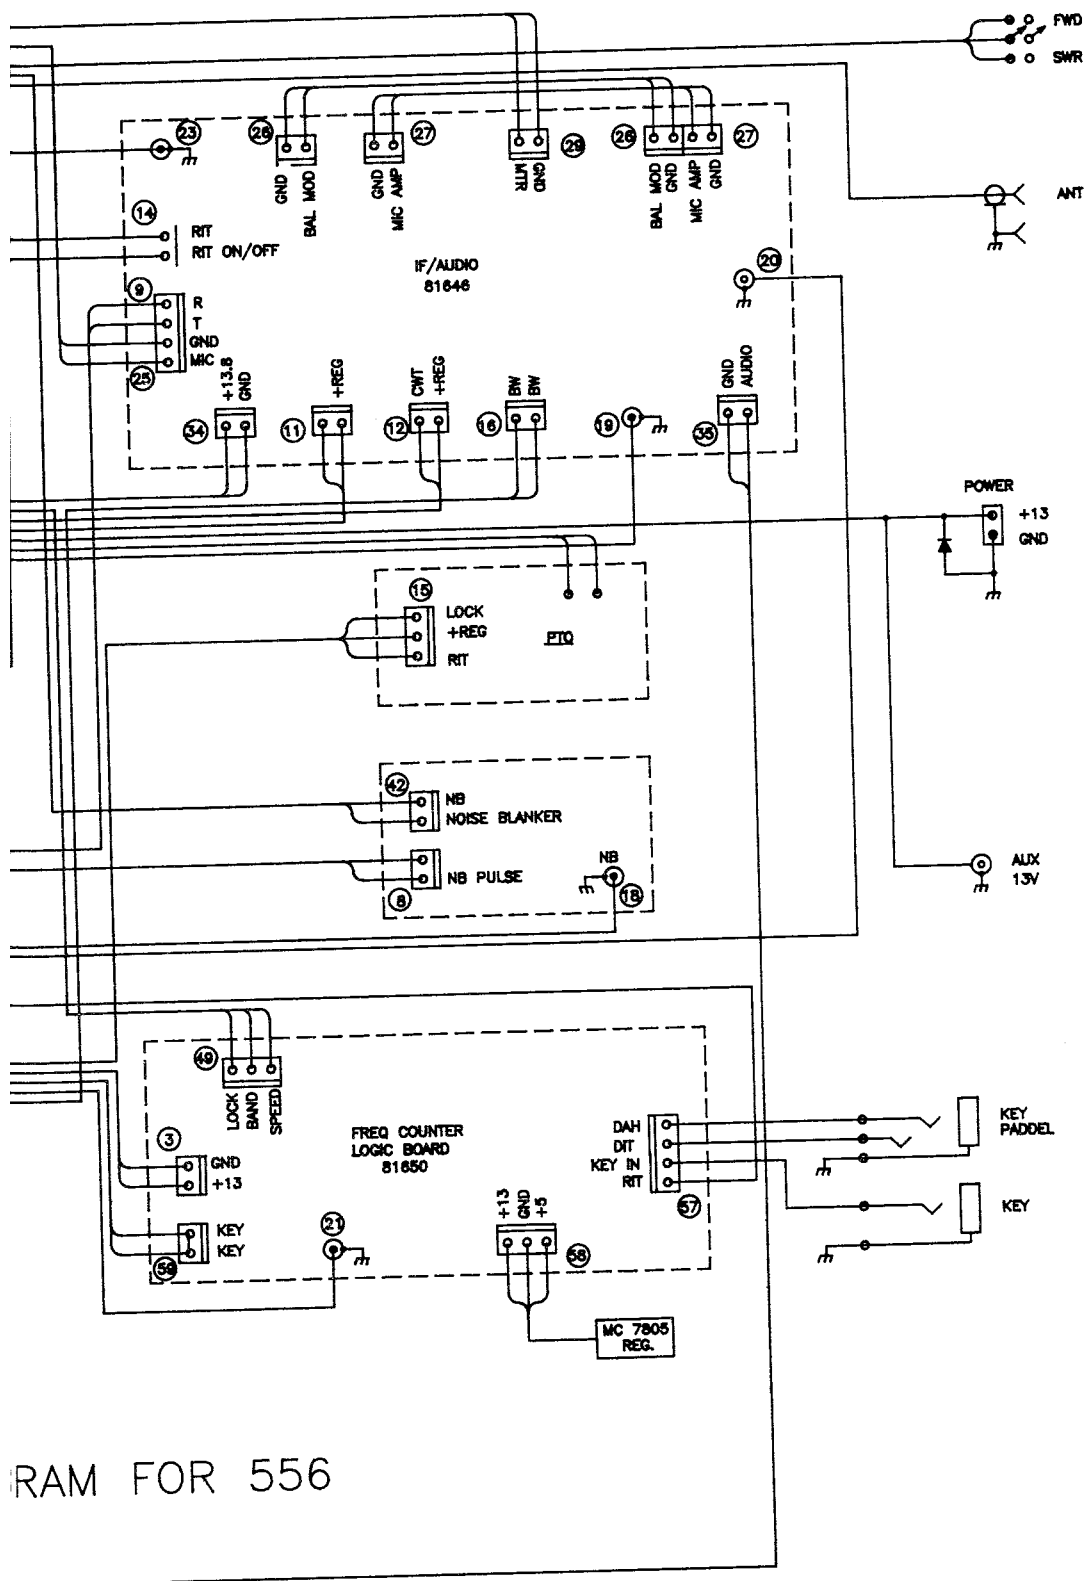 FWD
SWR
23
26
27
29
26
27
GND
BAL MOD
GND
MIC AMP
MTR
GND
BAL MOD
GND
MIC AMP
GND
ANT
14
RIT
RIT ON/OFF
IF/AUDIO
81646
20
9
R
T
GND
MIC
25
+13.8
GND
+REG
CWT
+REG
BW
BW
GND
AUDIO
34
11
12
16
19
35
POWER
+13
GND
15
LOCK
+REG
RIT
PTO
42
NB
NOISE BLANKER
NB PULSE
8
NB
18
AUX
13V
49
LOCK
BAND
SPEED
FREQ COUNTER
LOGIC BOARD
81650
3
GND
+13
KEY
KEY
59
21
+13
GND
+5
58
DAH
DIT
KEY IN
RIT
57
KEY
PADDEL
KEY
MC 7805
REG.
RAM FOR 556